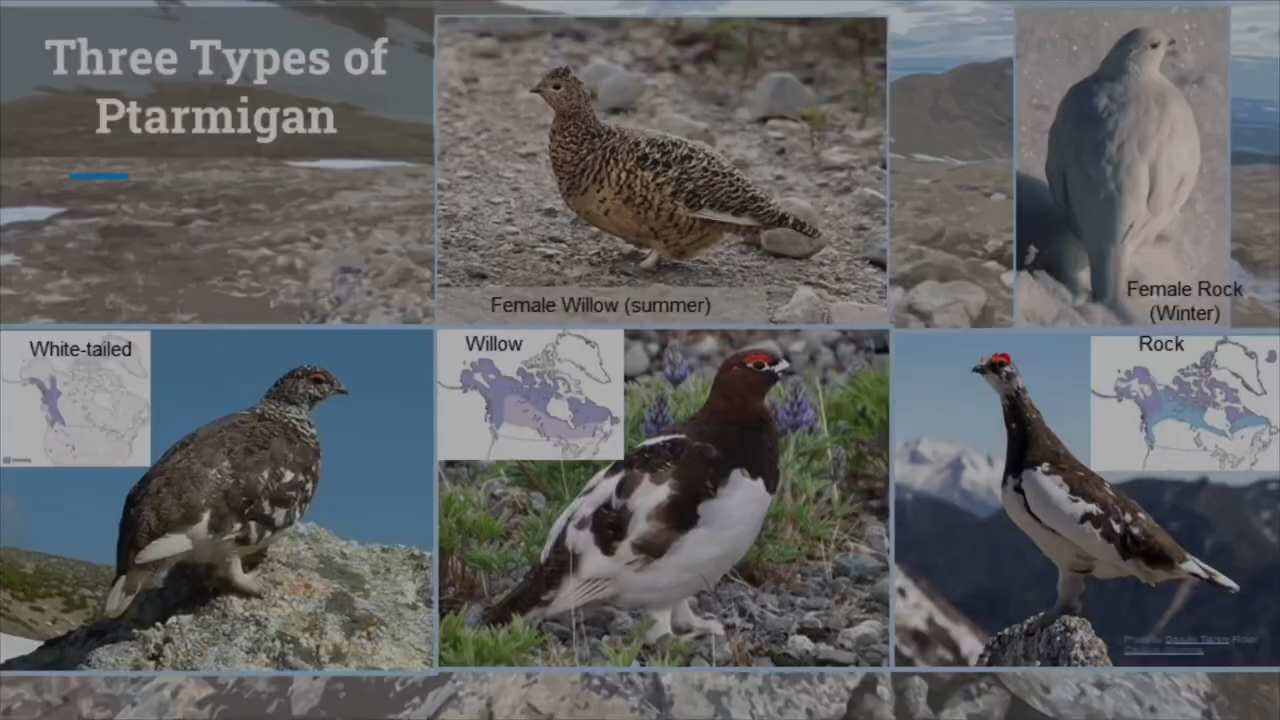 Three Types of
Ptarmigan
Female Willow (summer)
Female Rock
(Winter)
White-tailed
Willow
Rock